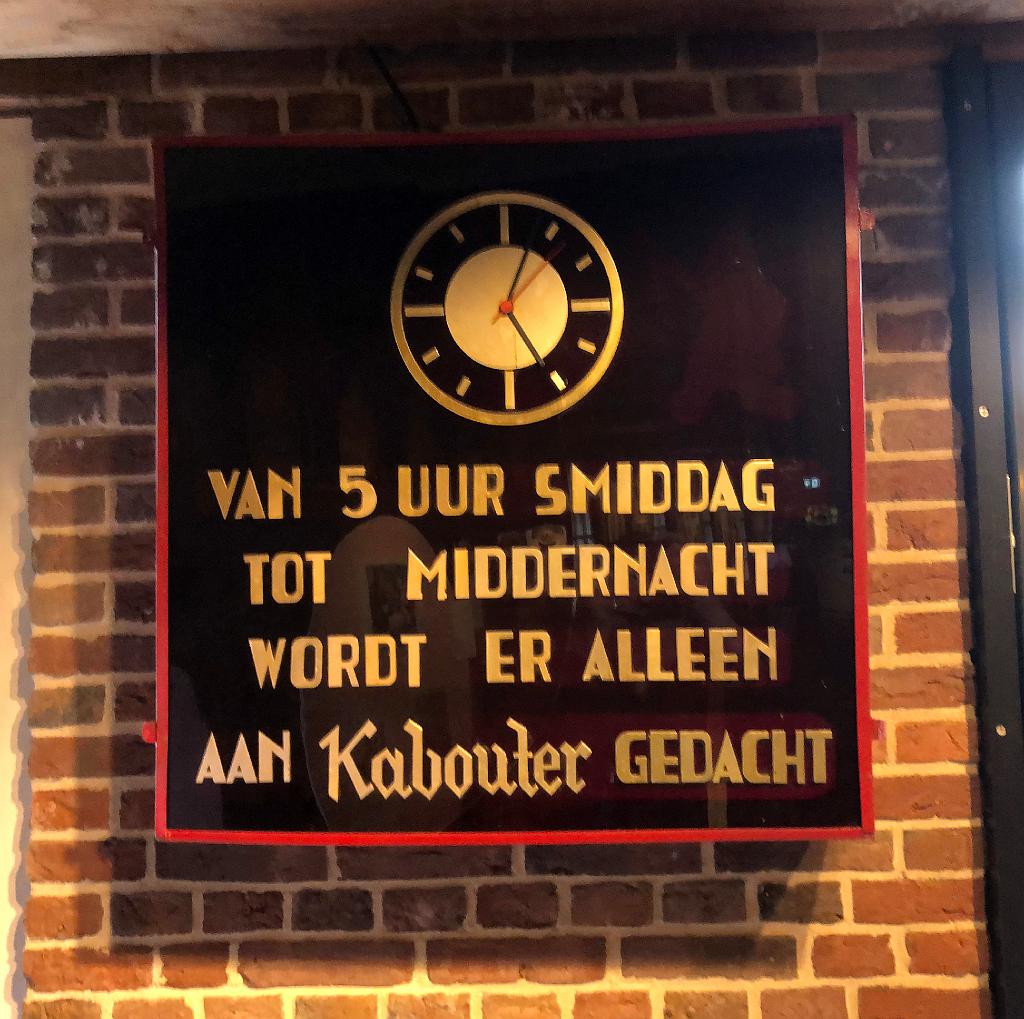 VAN 5 UUR SMIDDAG
TOT MIDDERNACHT
WORDT ER ALLEEN
AAN Kabouter GEDACHT